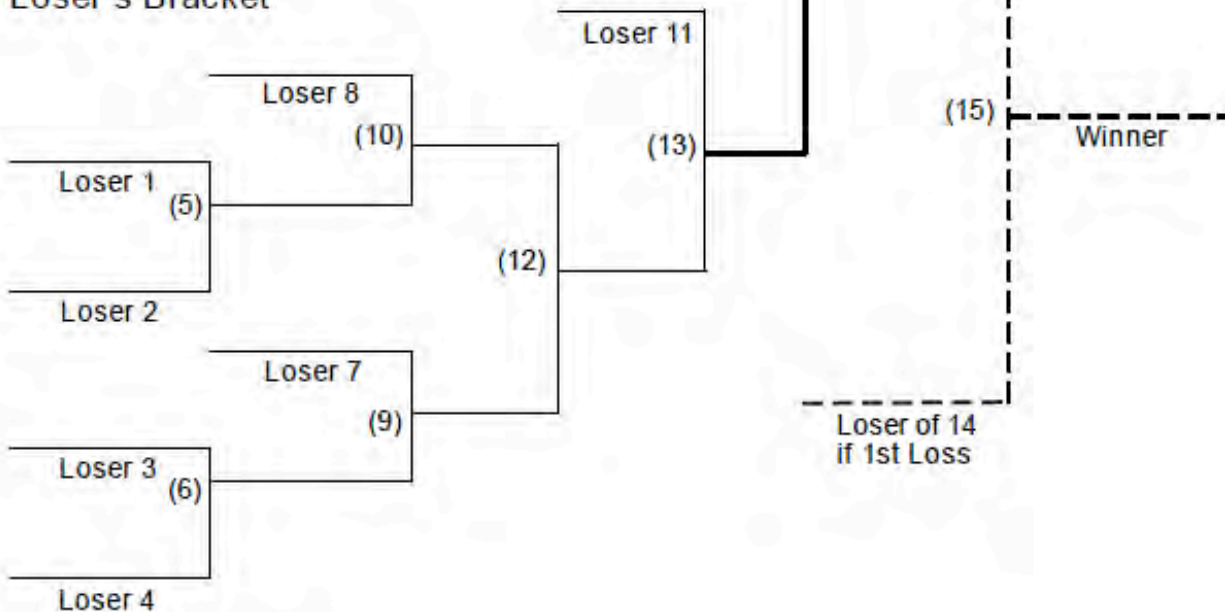 Loser's Bracket
Loser 11
Loser 8
(10)
(15)
Winner
(13)
Loser 1
(5)
(12)
Loser 2
Loser 7
(9)
Loser of 14
if 1st Loss
Loser 3
(6)
Loser 4